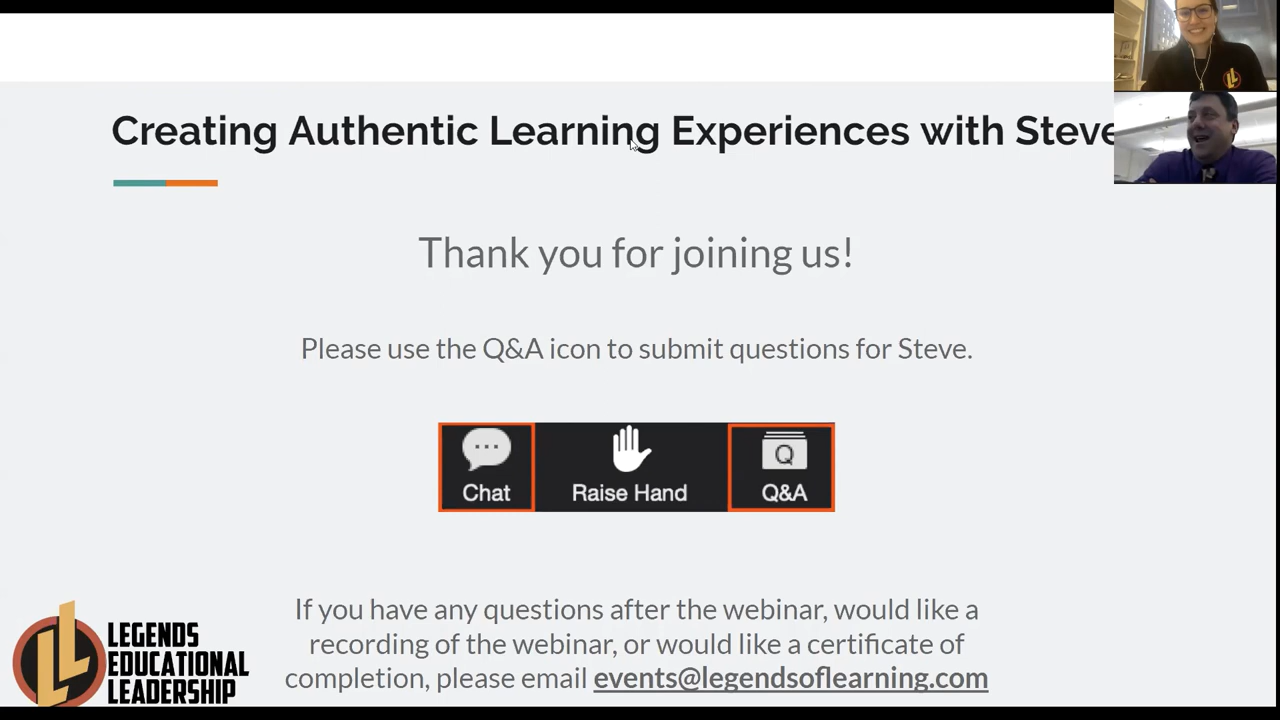 Creating Authentic Learning Experiences with Steve
Thank you for joining us!
Please use the Q&A icon to submit questions for Steve.
Chat
Raise Hand
Q
Q&A
If you have any questions after the webinar, would like a
recording of the webinar, or would like a certificate of
completion, please email events@legendsoflearning.com
LEGENDS
EDUCATIONAL
LEADERSHIP